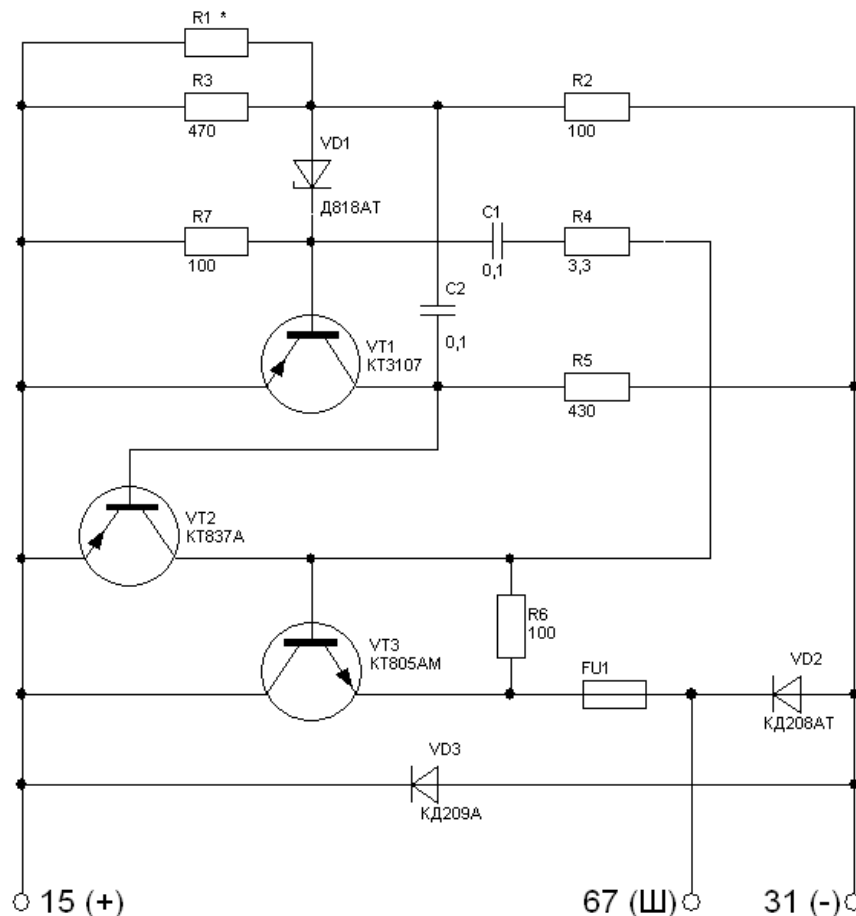 R1 *
R3
470
R2
100
VD1
Д818АТ
R7
100
C1
0,1
R4
3,3
C2
0,1
VT1
КТ3107
R5
430
VT2
КТ837А
R6
100
VT3
КТ805АМ
FU1
VD2
КД208АТ
VD3
КД209А
15 (+)
67 (Ш)
31 (-)